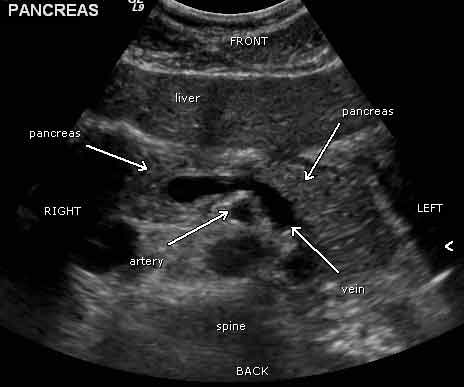 PANCREAS
FRONT
liver
pancreas
pancreas
RIGHT
LEFT
artery
vein
spine
BACK